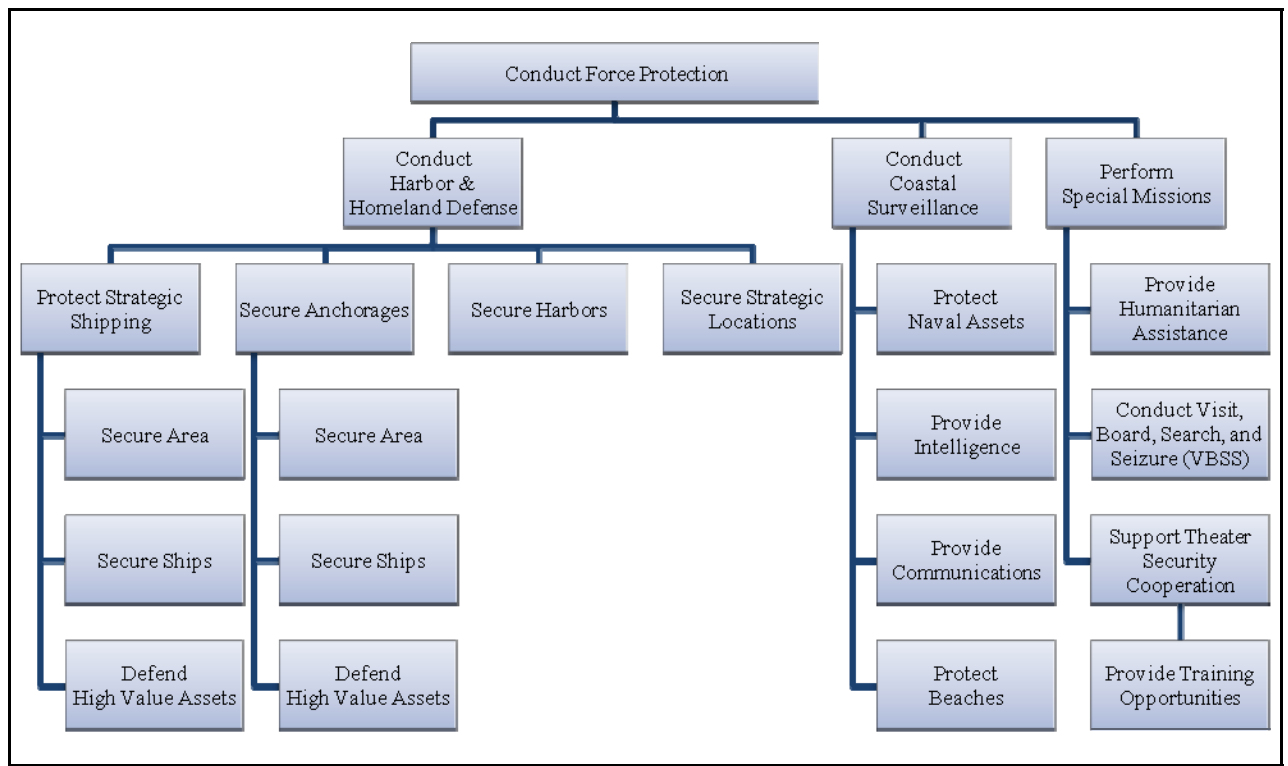 Conduct Force Protection
Conduct
Harbor &
Homeland Defense
Conduct
Coastal
Surveillance
Perform
Special Missions
Protect Strategic
Shipping
Secure Anchorages
Secure Harbors
Secure Strategic
Locations
Protect
Naval Assets
Provide
Humanitarian
Assistance
Secure Area
Secure Area
Provide
Intelligence
Conduct Visit,
Board, Search, and
Seizure (VBSS)
Secure Ships
Secure Ships
Provide
Communications
Support Theater
Security
Cooperation
Defend
High Value Assets
Defend
High Value Assets
Protect
Beaches
Provide Training
Opportunities